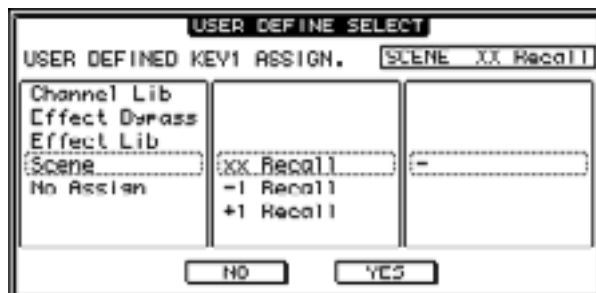 USER DEFINE SELECT
USER DEFINED KEY1 ASSIGN. SCENE XX Recall
Channel Lib
Effect Bypass
Effect Lib
Scene xx Recall -
No Assign -1 Recall
+1 Recall
NO YES